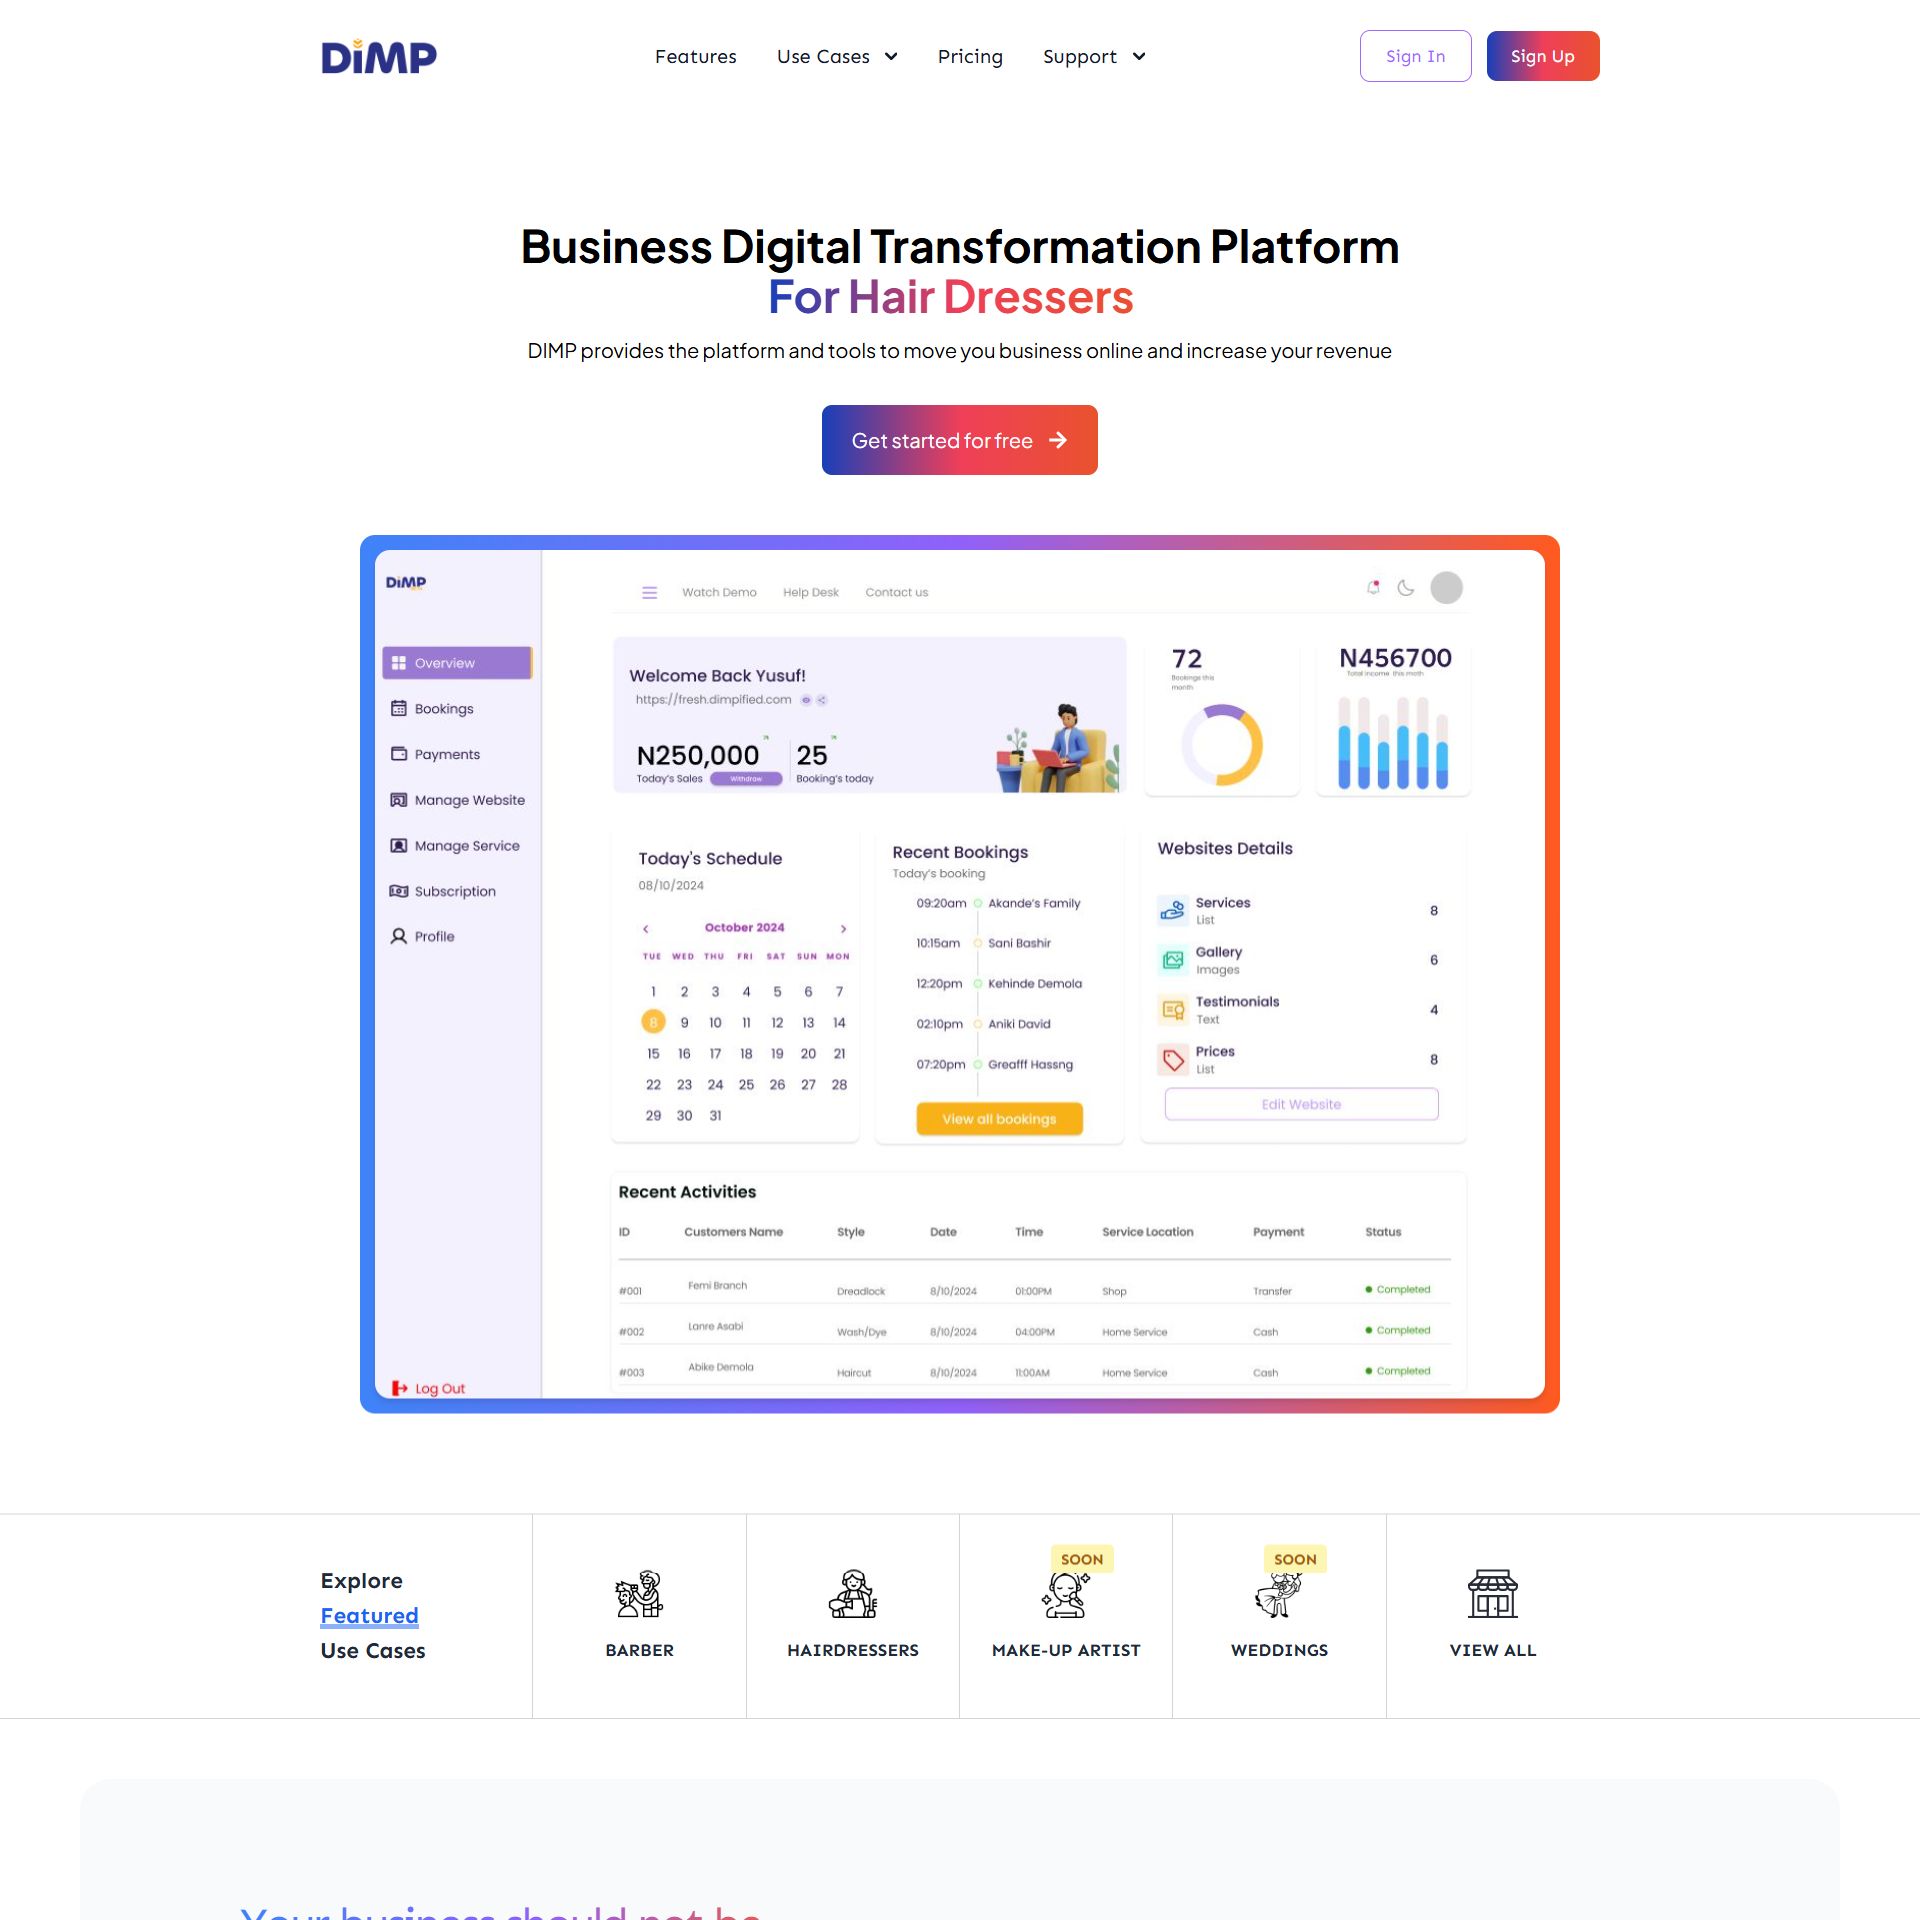 DiMP
Features
Use Cases
Pricing
Support
Sign In
Sign Up
Business Digital Transformation Platform
For Hair Dressers
DIMP provides the platform and tools to move you business online and increase your revenue
Get started for free
DiMP
Watch Demo
Help Desk
Contact us
Overview
Bookings
Payments
Manage Website
Manage Service
Subscription
Profile
Log Out
Welcome Back Yusuf!
https://fresh.dimpified.com
N250,000
Today's Sales
Withdraw
25
Booking's today
72
Bookings this
month
N456700
Total income this moth
Today's Schedule
08/10/2024
October 2024
TUE WED THU FRI SAT SUN MON
1 2 3 4 5 6 7
8 9 10 11 12 13 14
15 16 17 18 19 20 21
22 23 24 25 26 27 28
29 30 31
Recent Bookings
Today's booking
09:20am Akande's Family
10:15am Sani Bashir
12:20pm Kehinde Demola
02:10pm Aniki David
07:20pm Greafff Hassng
View all bookings
Websites Details
Services
List
8
Gallery
Images
6
Testimonials
Text
4
Prices
List
8
Edit Website
Recent Activities
ID Customers Name Style Date Time Service Location Payment Status
#001 Femi Branch Dreadlock 8/10/2024 01:00PM Shop Transfer Completed
#002 Lanre Asabi Wash/Dye 8/10/2024 04:00PM Home Service Cash Completed
#003 Abike Demola Haircut 8/10/2024 11:00AM Home Service Cash Completed
Explore
Featured
Use Cases
BARBER
HAIRDRESSERS
SOON
MAKE-UP ARTIST
SOON
WEDDINGS
VIEW ALL
Your business should not be